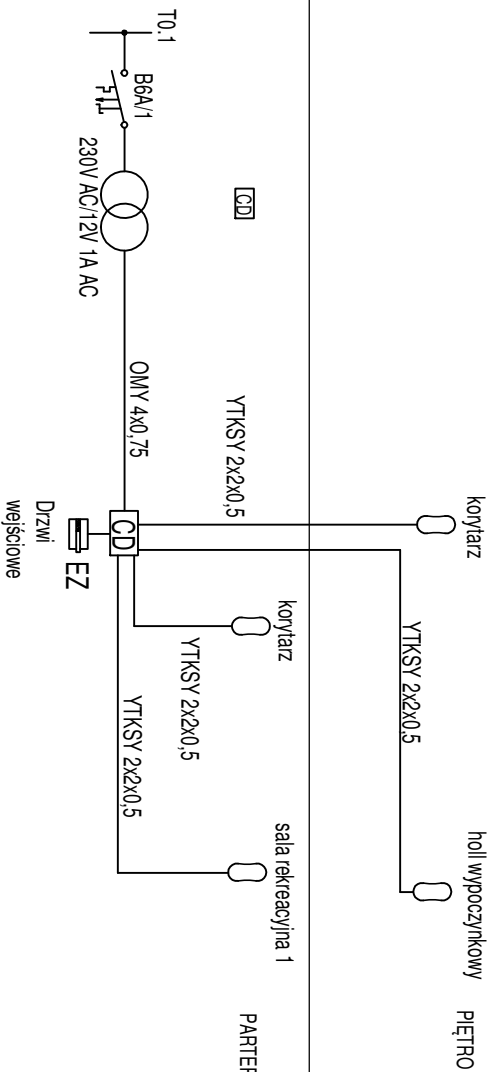 PIĘTRO
korytarz
holl wypoczynkowy
YTKSY 2x2x0,5
korytarz
sala rekreacyjna 1
PARTER
CD
YTKSY 2x2x0,5
YTKSY 2x2x0,5
YTKSY 2x2x0,5
T0.1
B6A/1
230V AC/12V 1A AC
OMY 4x0,75
CD
EZ
Drzwi
wejściowe